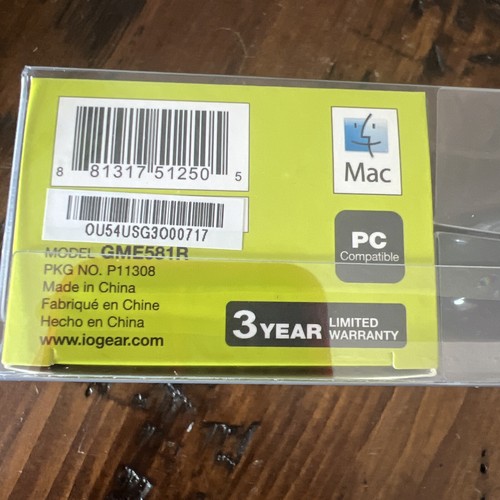 8 81317 51250 5
OU54USG3000717
MODEL GME581R
PKG NO. P11308
Made in China
Fabriqué en Chine
Hecho en China
www.iogear.com
Mac
PC
Compatible
3 YEAR LIMITED
WARRANTY